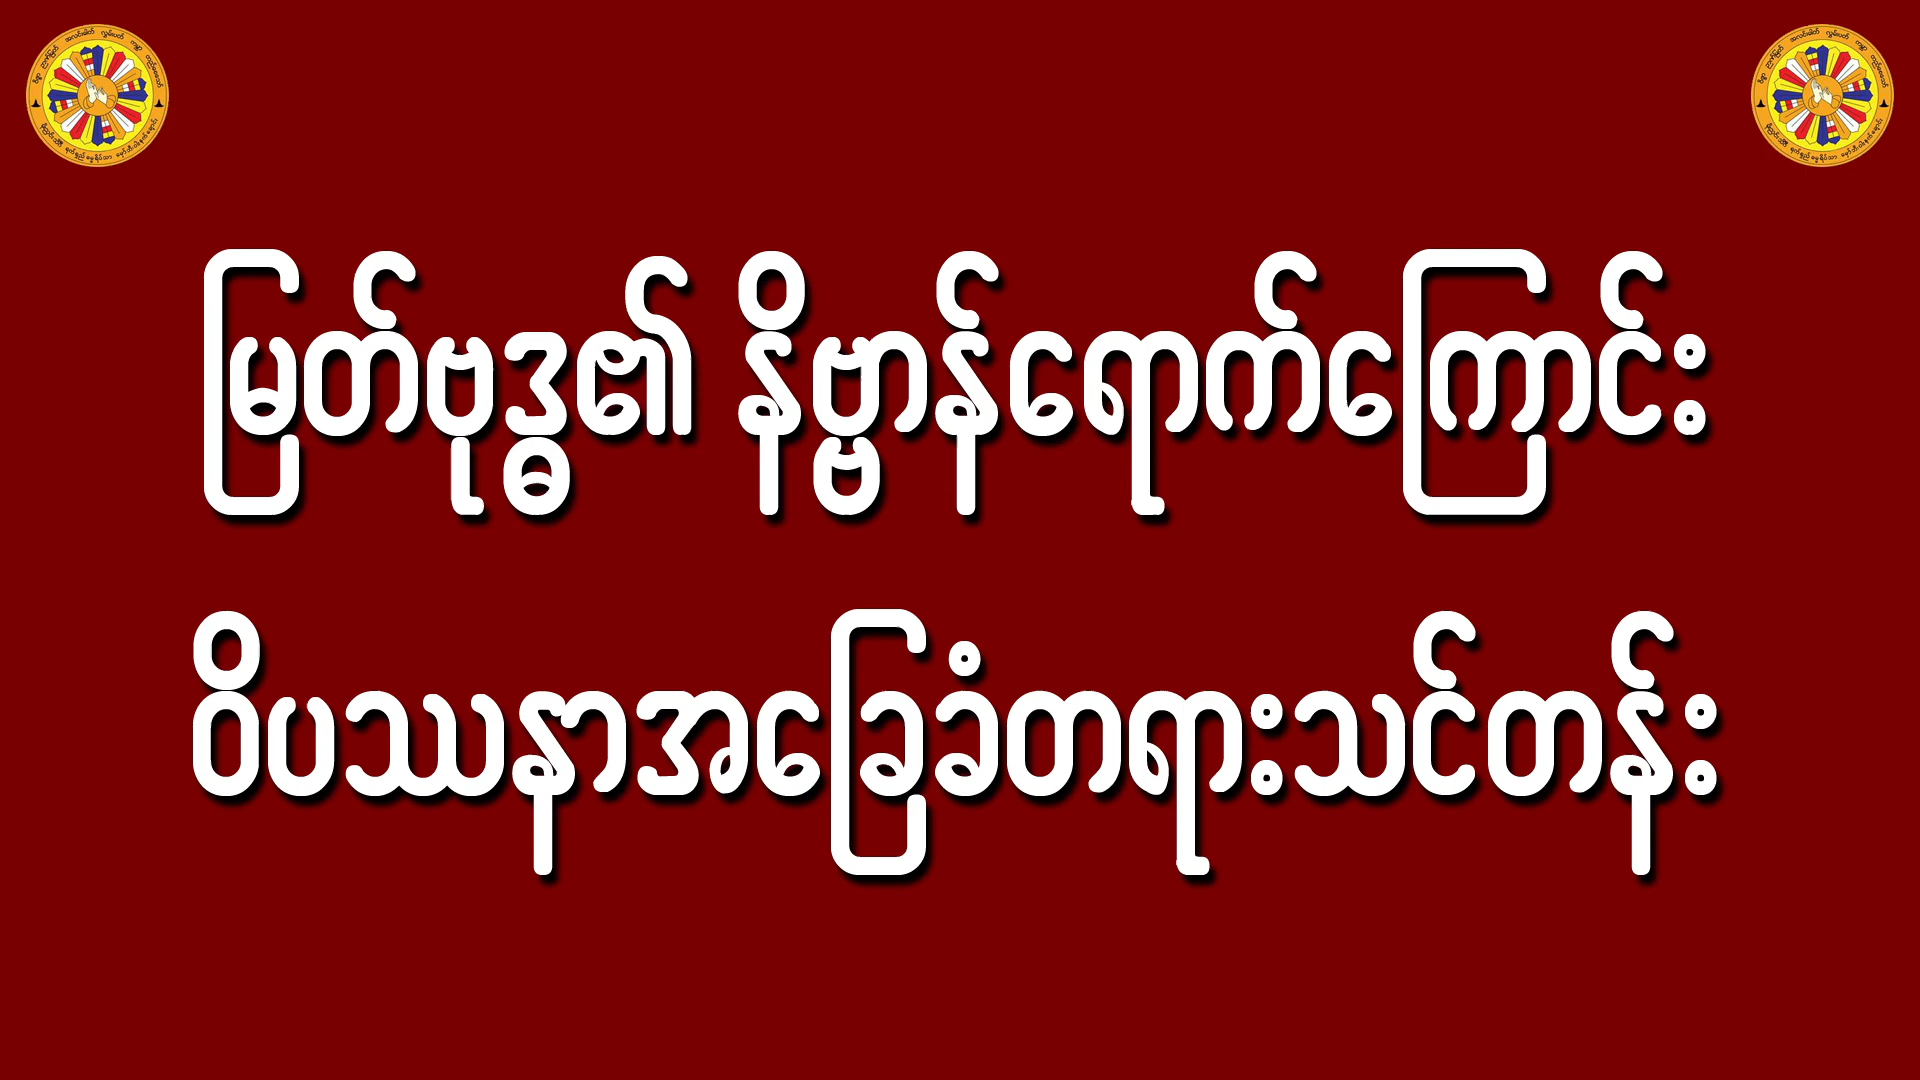 မြတ်ဗုဒ္ဓ၏ နိဗ္ဗာန်ရောက်ကြောင်း
ဝိပဿနာအခြေခံတရားသင်တန်း